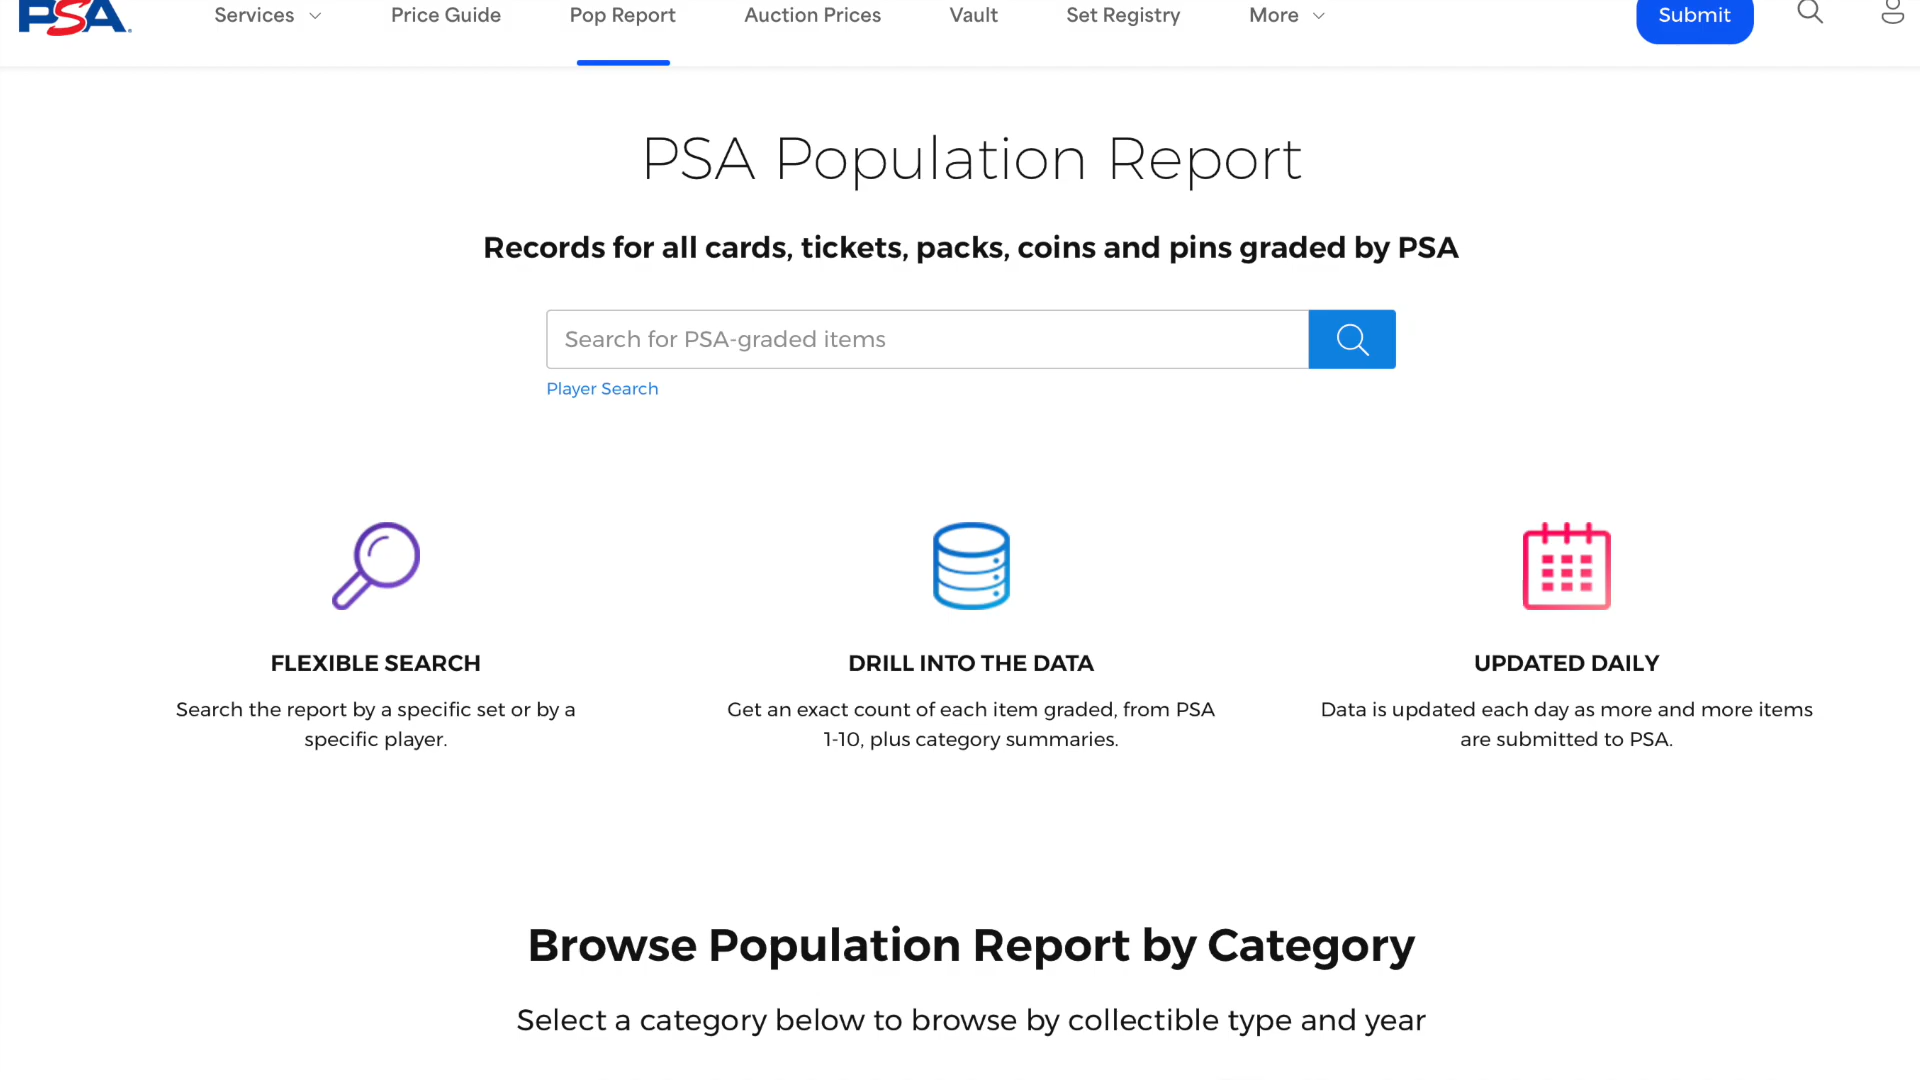 PSA
Services
Price Guide
Pop Report
Auction Prices
Vault
Set Registry
More
Submit
PSA Population Report
Records for all cards, tickets, packs, coins and pins graded by PSA
Search for PSA-graded items
Player Search
FLEXIBLE SEARCH
Search the report by a specific set or by a
specific player.
DRILL INTO THE DATA
Get an exact count of each item graded, from PSA
1-10, plus category summaries.
UPDATED DAILY
Data is updated each day as more and more items
are submitted to PSA.
Browse Population Report by Category
Select a category below to browse by collectible type and year